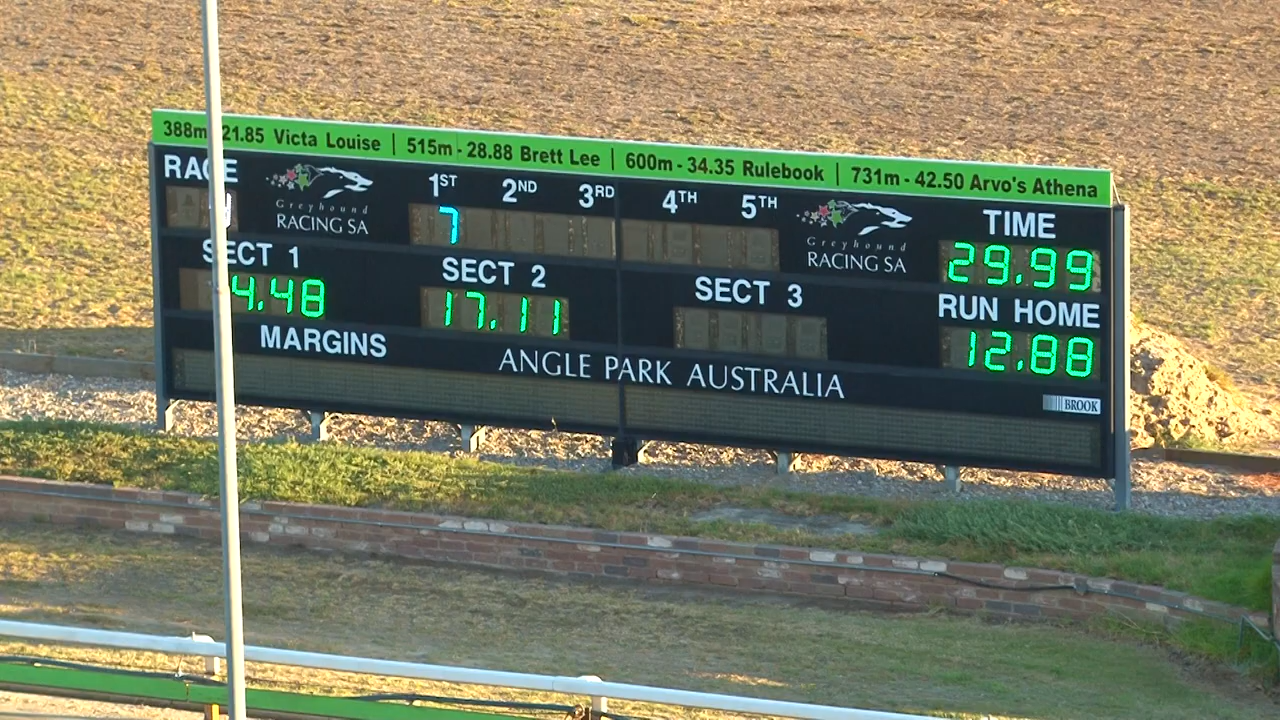 388m 21.85 Victa Louise | 515m - 28.88 Brett Lee | 600m - 34.35 Rulebook | 731m - 42.50 Arvo's Athena
RACE
Greyhound
RACING SA
1ST 2ND 3RD 4TH 5TH
7
Greyhound
RACING SA
TIME
29.99
SECT 1
4.48
SECT 2
17.11
SECT 3
RUN HOME
12.88
MARGINS
ANGLE PARK AUSTRALIA
BROOK